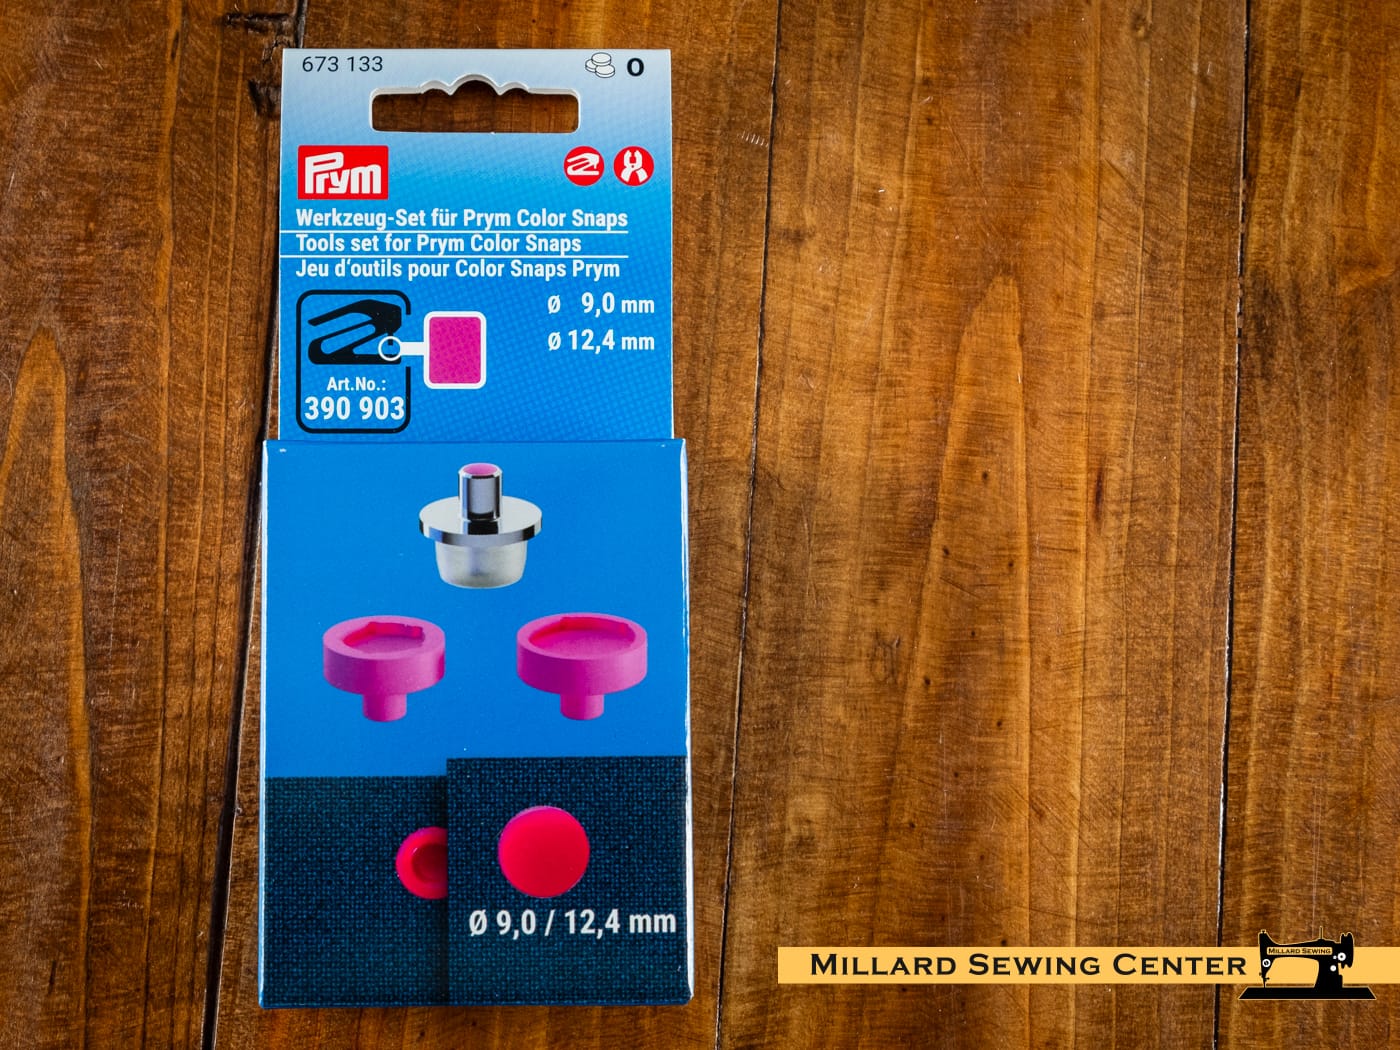 673 133
O
Prym
Werkzeug-Set für Prym Color Snaps
Tools set for Prym Color Snaps
Jeu d'outils pour Color Snaps Prym
ø 9,0 mm
ø 12,4 mm
Art.No.:
390 903
Ø 9,0 / 12,4 mm
MILLARD SEWING CENTER
MILLARD SEWING